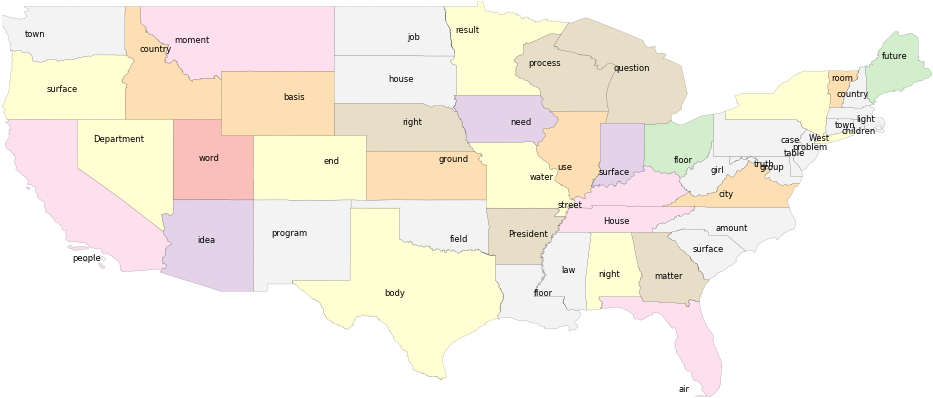 town
country
moment
job
result
process
question
future
surface
basis
house
room
country
Department
word
right
need
light
town
children
West
case
problem
table
end
ground
use
surface
floor
girl
truth
group
water
city
street
people
idea
program
field
President
House
amount
surface
law
night
matter
body
floor
air